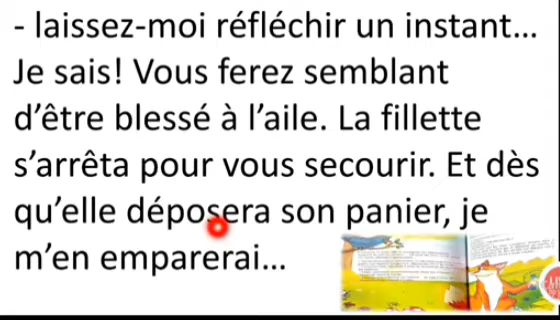 - laissez-moi réfléchir un instant...
Je sais! Vous ferez semblant
d'être blessé à l'aile. La fillette
s'arrêta pour vous secourir. Et dès
qu'elle déposera son panier, je
m'en emparerai...